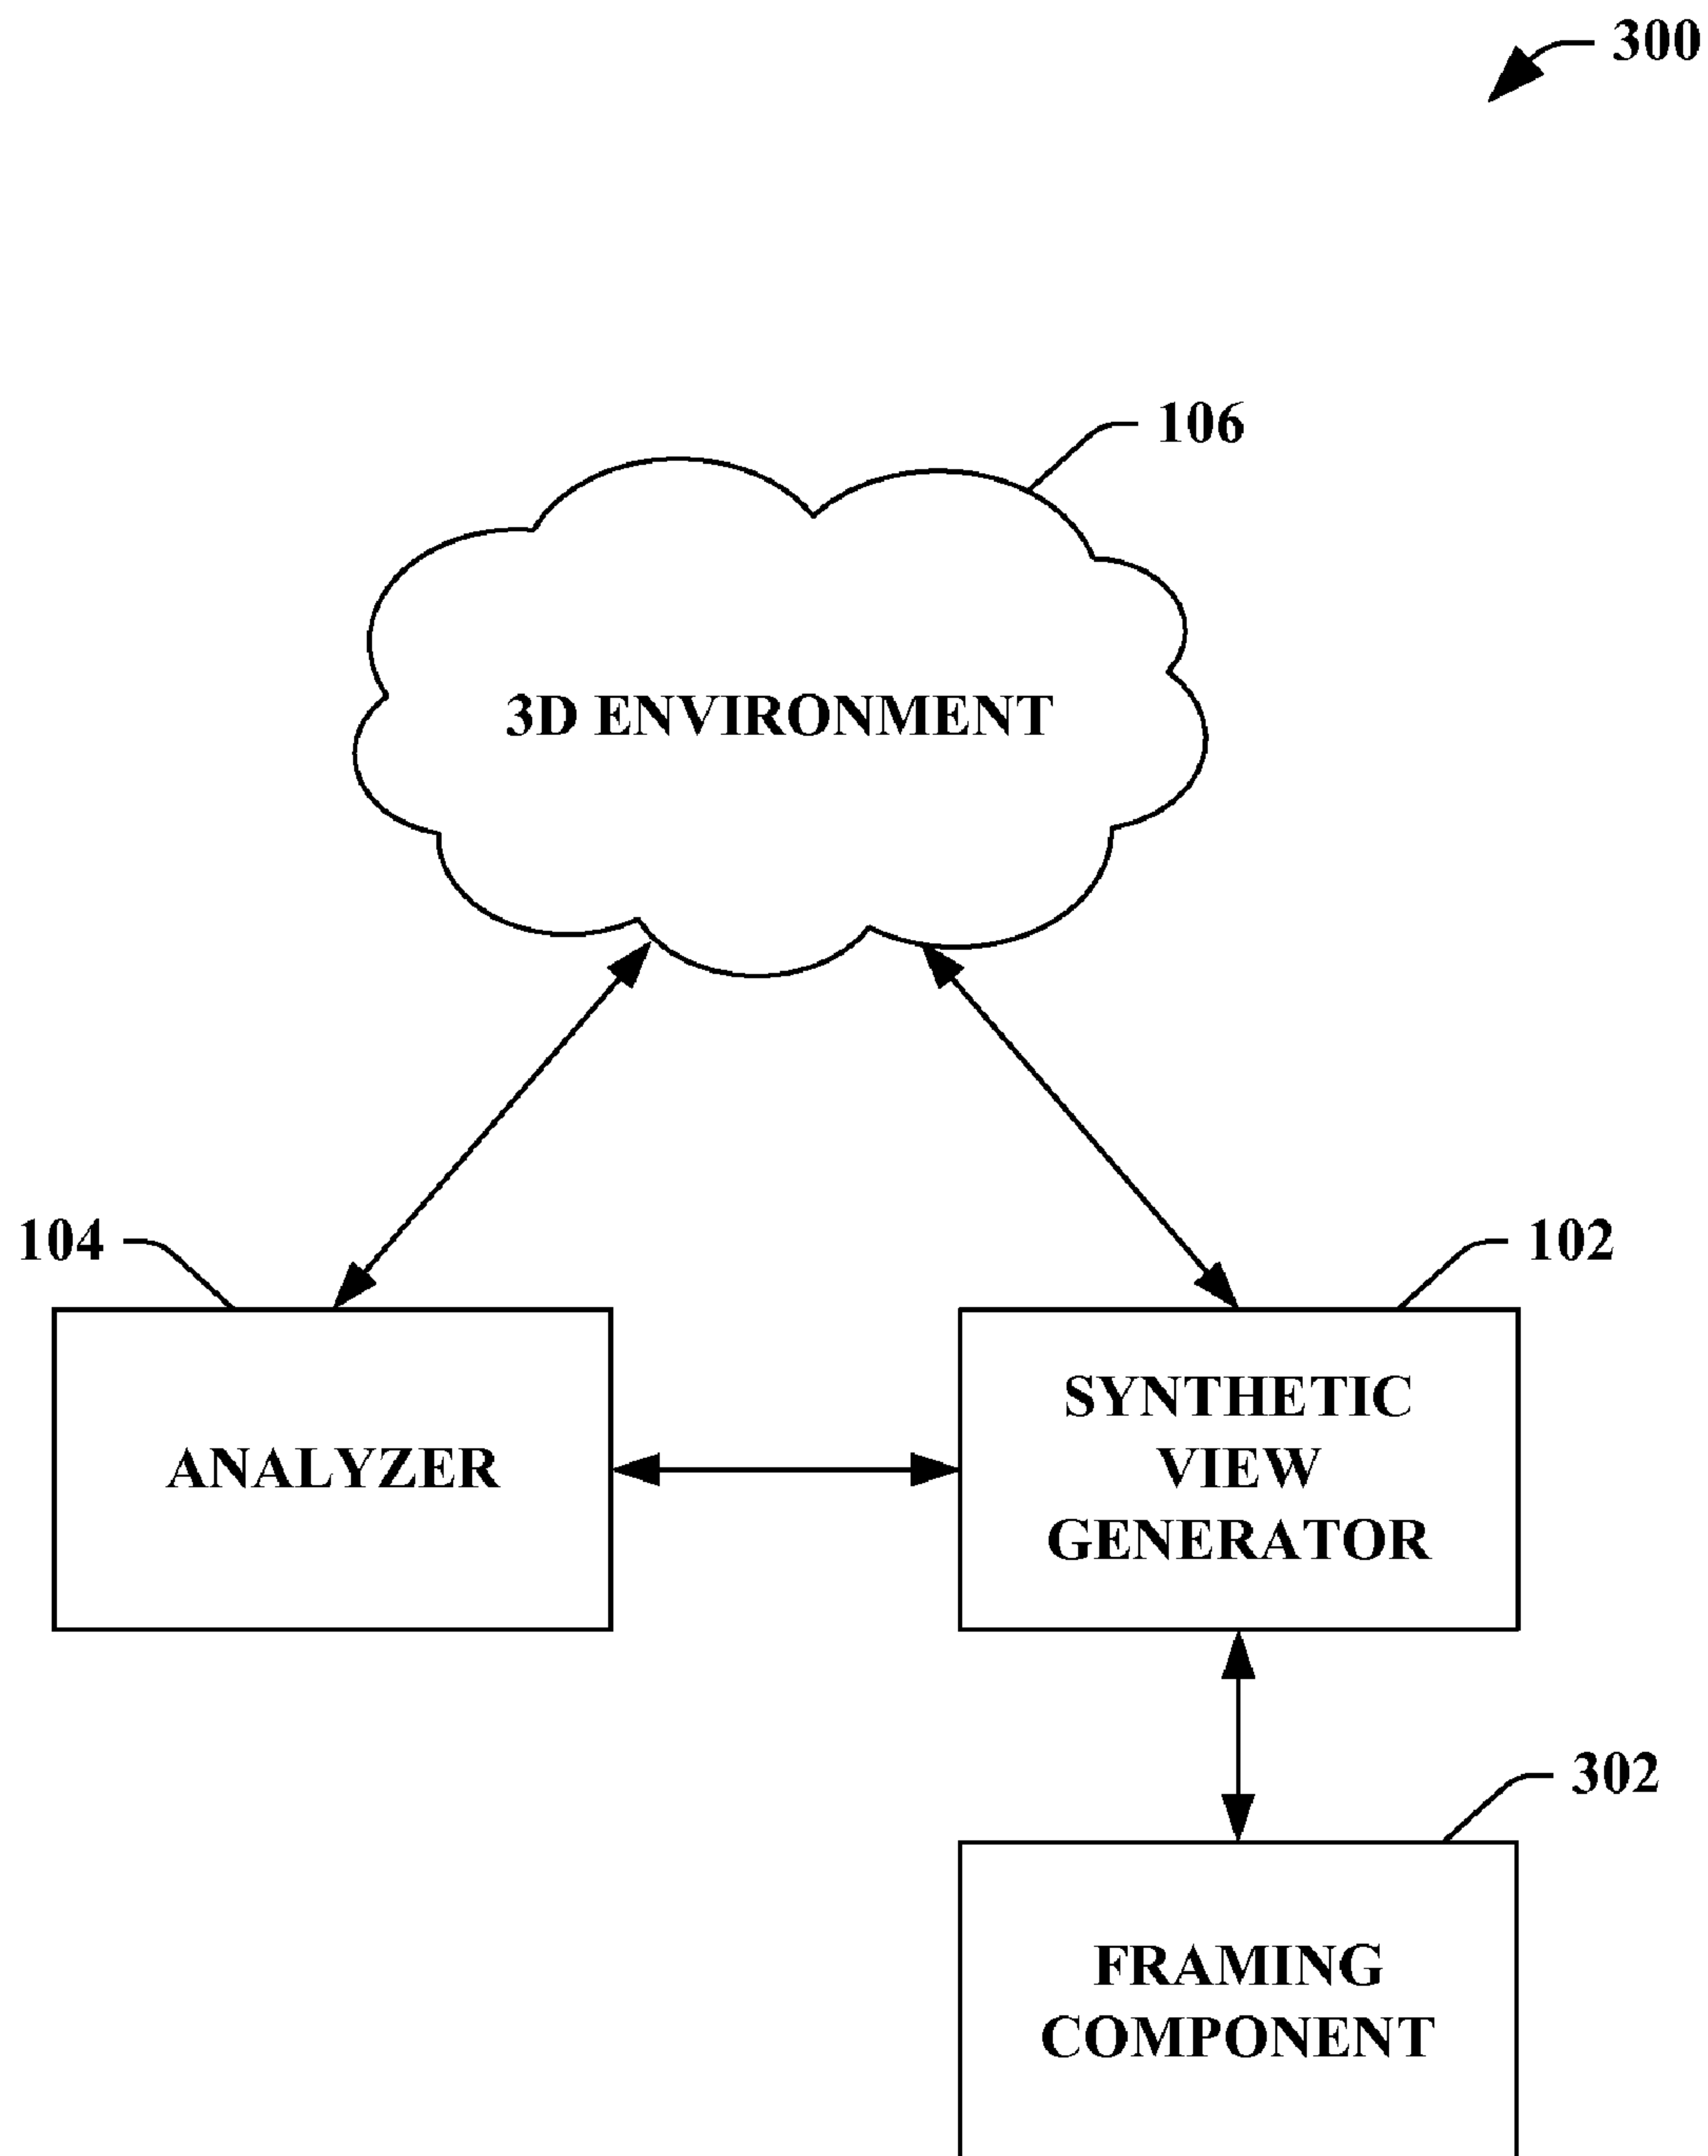 300
106
3D ENVIRONMENT
104
102
ANALYZER
SYNTHETIC
VIEW
GENERATOR
302
FRAMING
COMPONENT